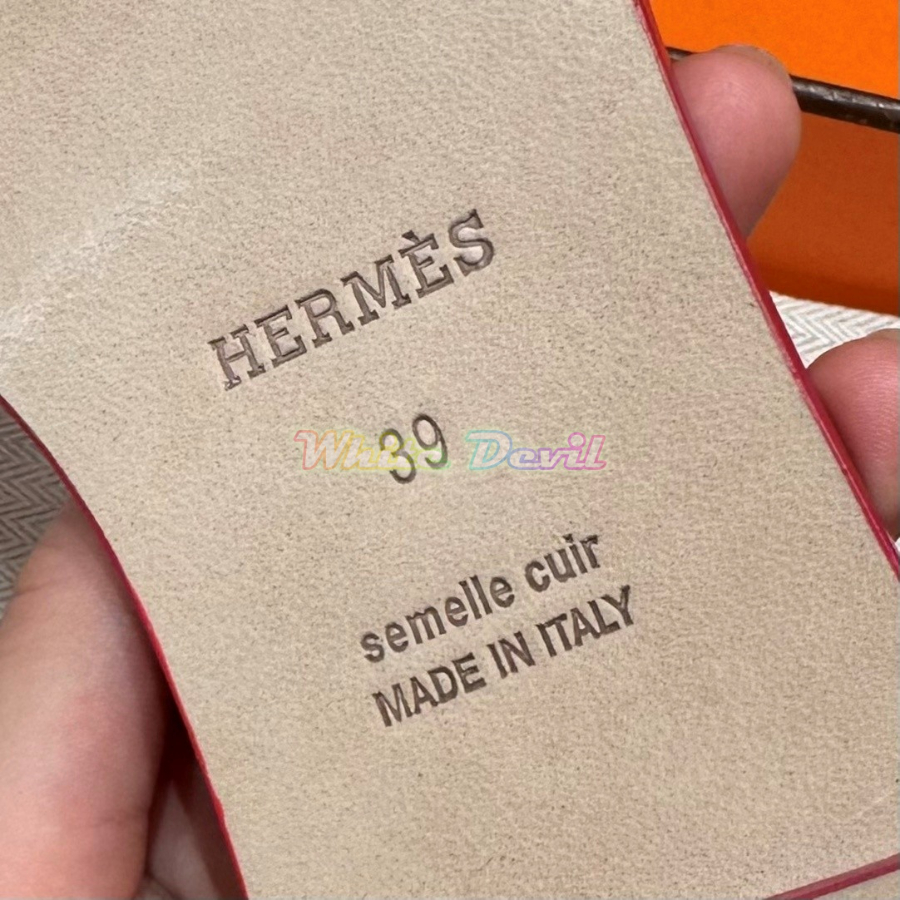 HERMÈS
39
White Devil
semelle cuir
MADE IN ITALY